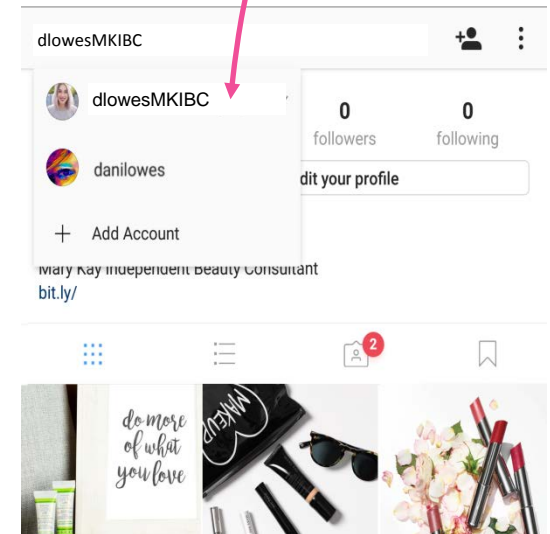 dlowesMKIBC
dlowesMKIBC
0
0
followers
following
danilowes
dit your profile
Add Account
Mary Kay Independent Beauty Consultant
bit.ly/
2
do more
of what
you love
MAKEUP